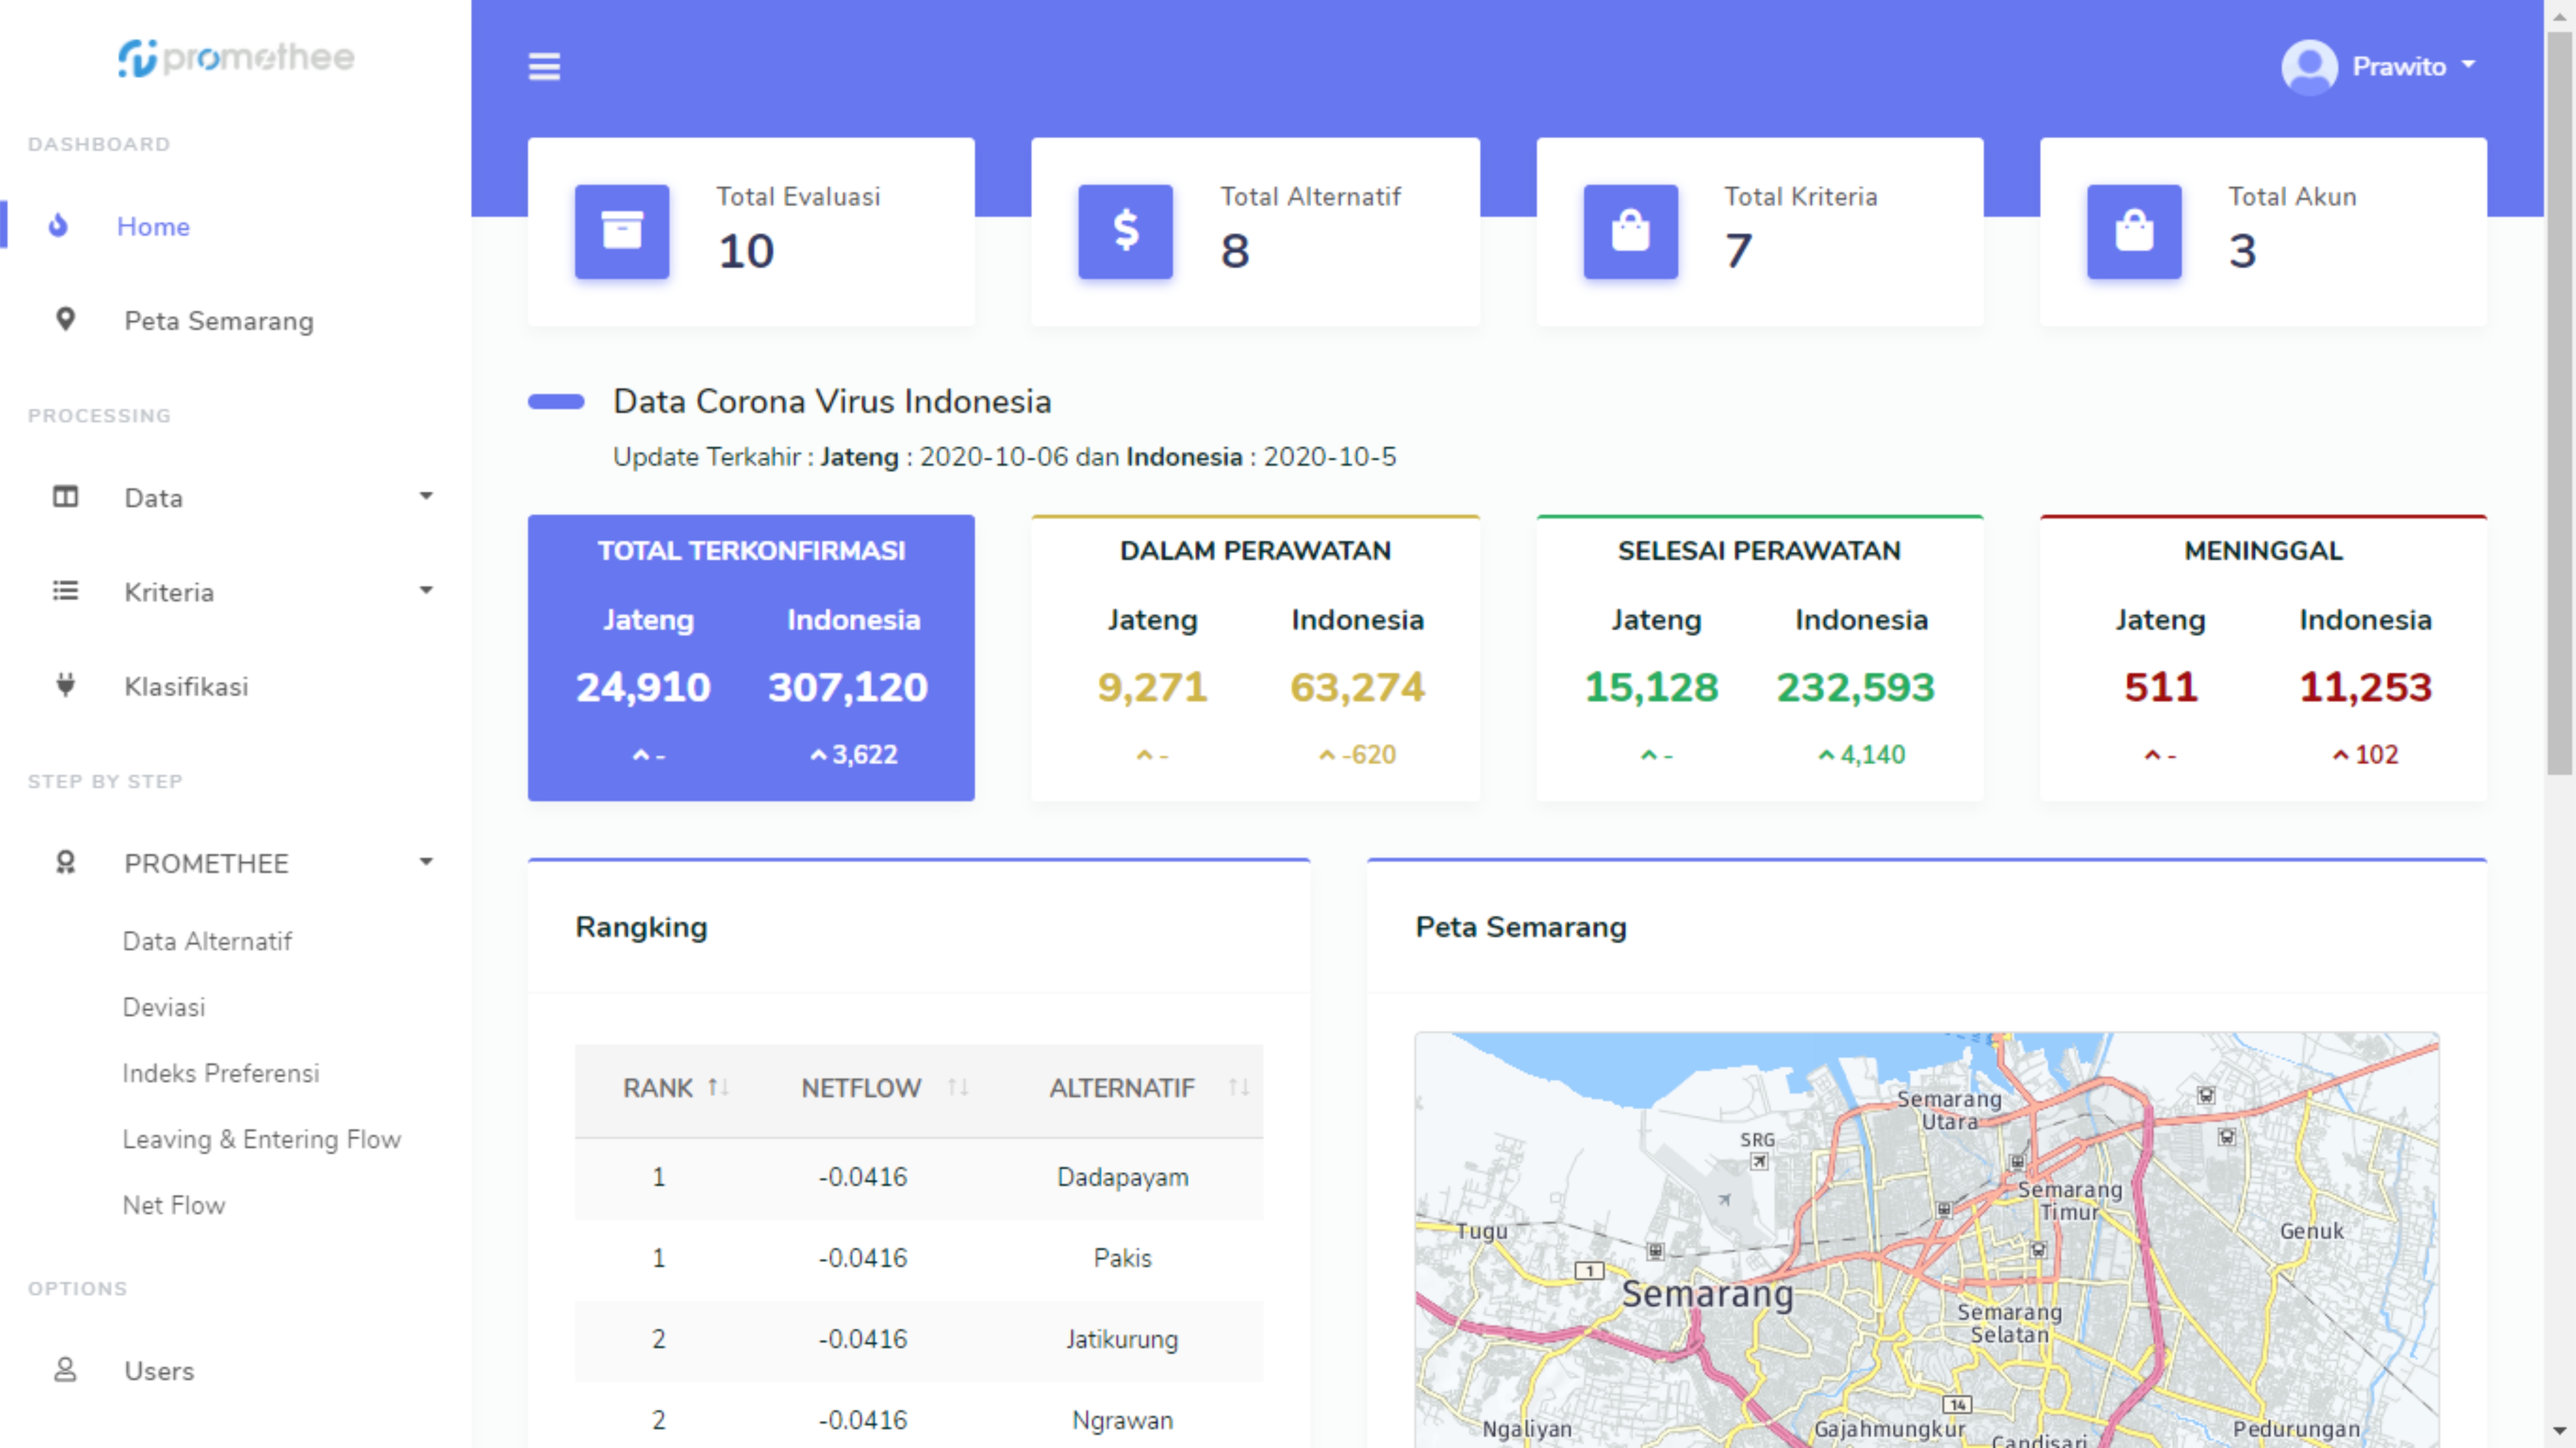 promethee
DASHBOARD
Home
Peta Semarang
PROCESSING
Data
Kriteria
Klasifikasi
STEP BY STEP
PROMETHEE
Data Alternatif
Deviasi
Indeks Preferensi
Leaving & Entering Flow
Net Flow
OPTIONS
Users
Prawito
Total Evaluasi
10
Total Alternatif
8
Total Kriteria
7
Total Akun
3
Data Corona Virus Indonesia
Update Terkahir : Jateng : 2020-10-06 dan Indonesia : 2020-10-5
TOTAL TERKONFIRMASI
Jateng Indonesia
24,910 307,120
- 3,622
DALAM PERAWATAN
Jateng Indonesia
9,271 63,274
- -620
SELESAI PERAWATAN
Jateng Indonesia
15,128 232,593
- 4,140
MENINGGAL
Jateng Indonesia
511 11,253
- 102
Rangking
RANK NETFLOW ALTERNATIF
1 -0.0416 Dadapayam
1 -0.0416 Pakis
2 -0.0416 Jatikurung
2 -0.0416 Ngrawan
Peta Semarang
Semarang
Utara
SRG
Semarang
Timur
Tugu
Genuk
1
Semarang
Semarang
Selatan
14
Ngaliyan
Gajahmungkur
Pedurungan
Candisari